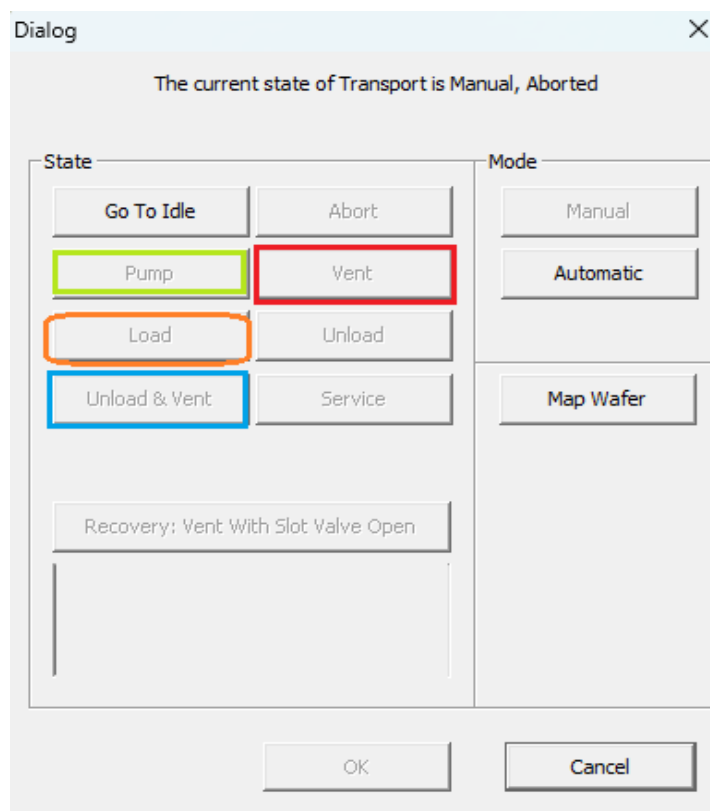 Dialog
The current state of Transport is Manual, Aborted
State
Mode
Go To Idle
Abort
Manual
Pump
Vent
Automatic
Load
Unload
Unload & Vent
Service
Map Wafer
Recovery: Vent With Slot Valve Open
OK
Cancel